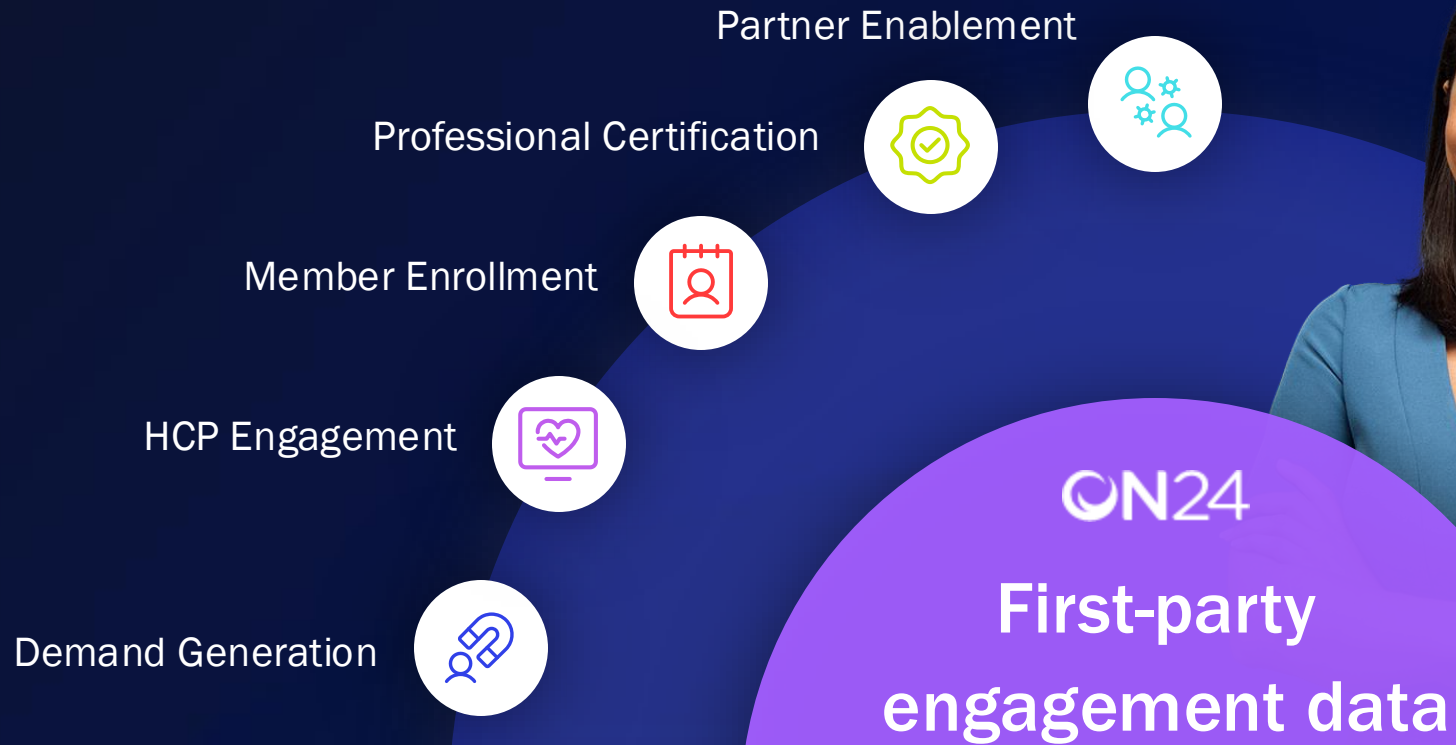 Partner Enablement
Professional Certification
Member Enrollment
HCP Engagement
ON24
First-party
Demand Generation
engagement data